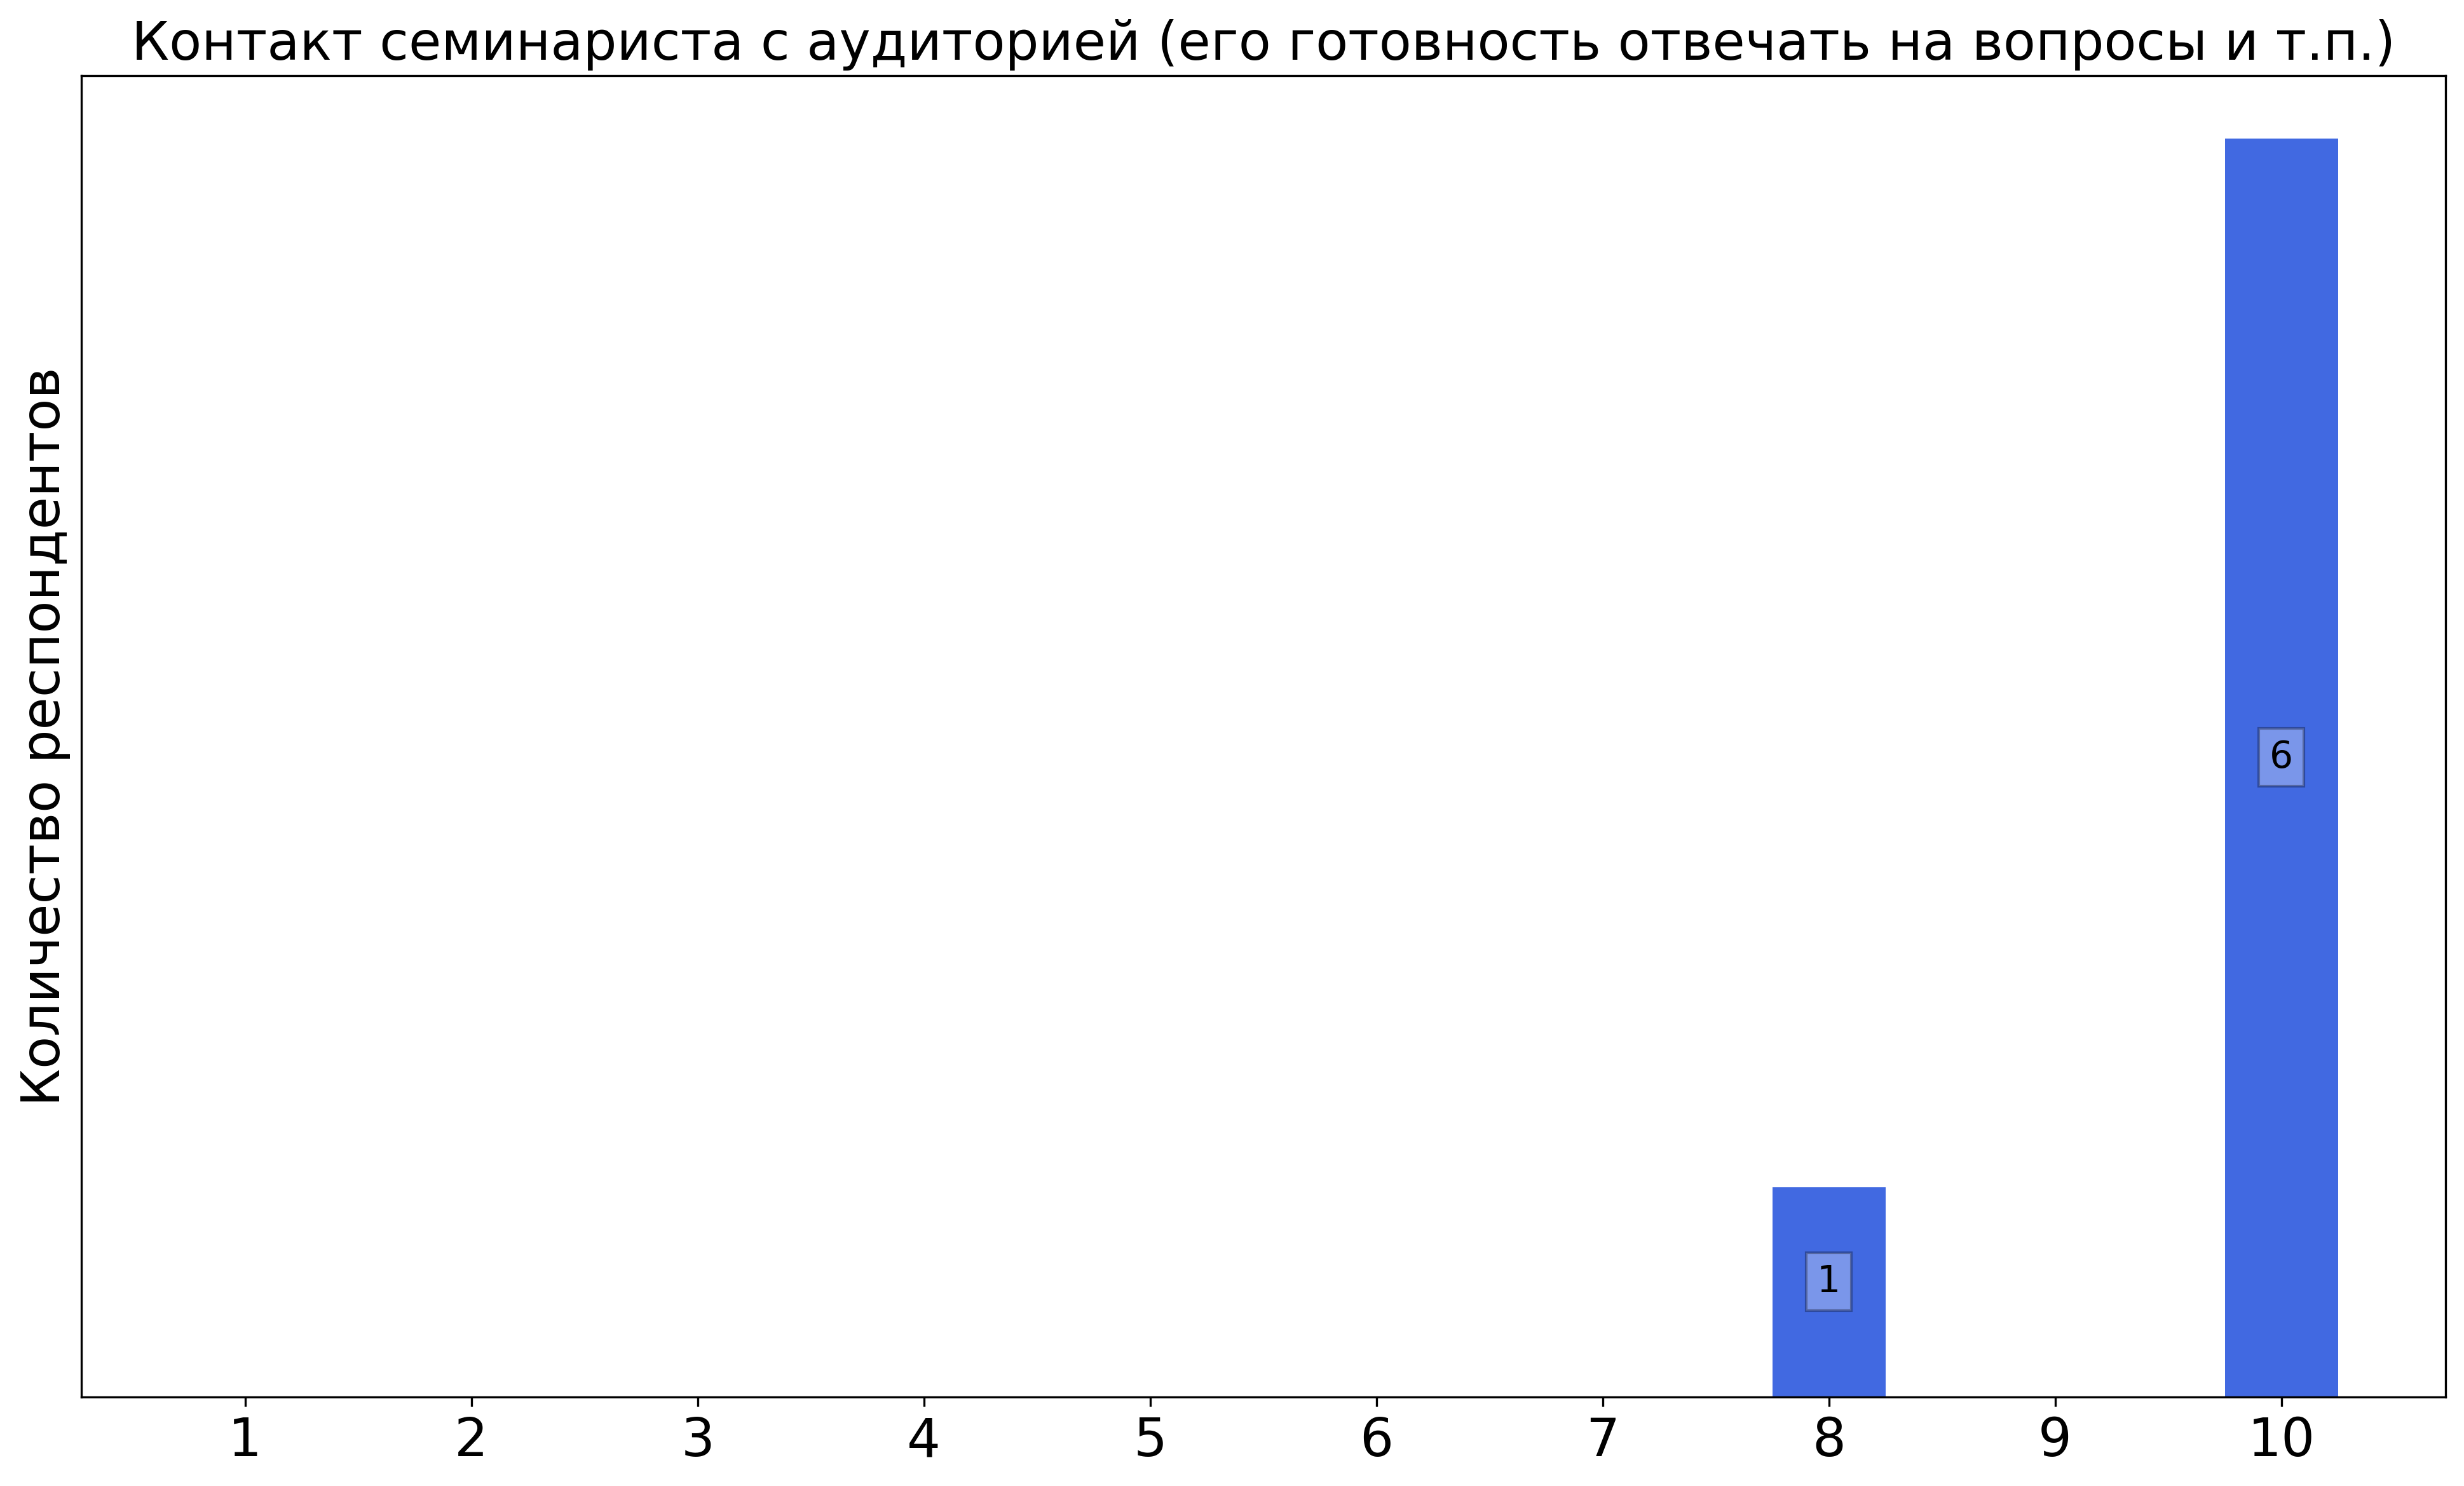 Контакт семинариста с аудиторией (его готовность отвечать на вопросы и т.п.)
Количество респондентов
6
1
1 2 3 4 5 6 7 8 9 10